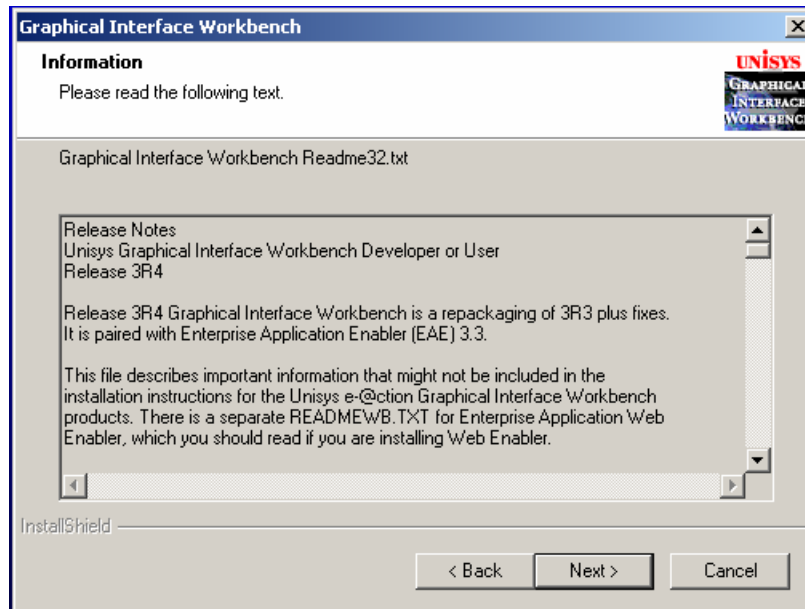 Graphical Interface Workbench
Information
Please read the following text.
UNISYS
GRAPHICAL
INTERFACE
WORKBENCH
Graphical Interface Workbench Readme32.txt
Release Notes
Unisys Graphical Interface Workbench Developer or User
Release 3R4
Release 3R4 Graphical Interface Workbench is a repackaging of 3R3 plus fixes.
It is paired with Enterprise Application Enabler (EAE) 3.3.
This file describes important information that might not be included in the
installation instructions for the Unisys e-@ction Graphical Interface Workbench
products. There is a separate READMEWB.TXT for Enterprise Application Web
Enabler, which you should read if you are installing Web Enabler.
InstallShield
< Back
Next >
Cancel